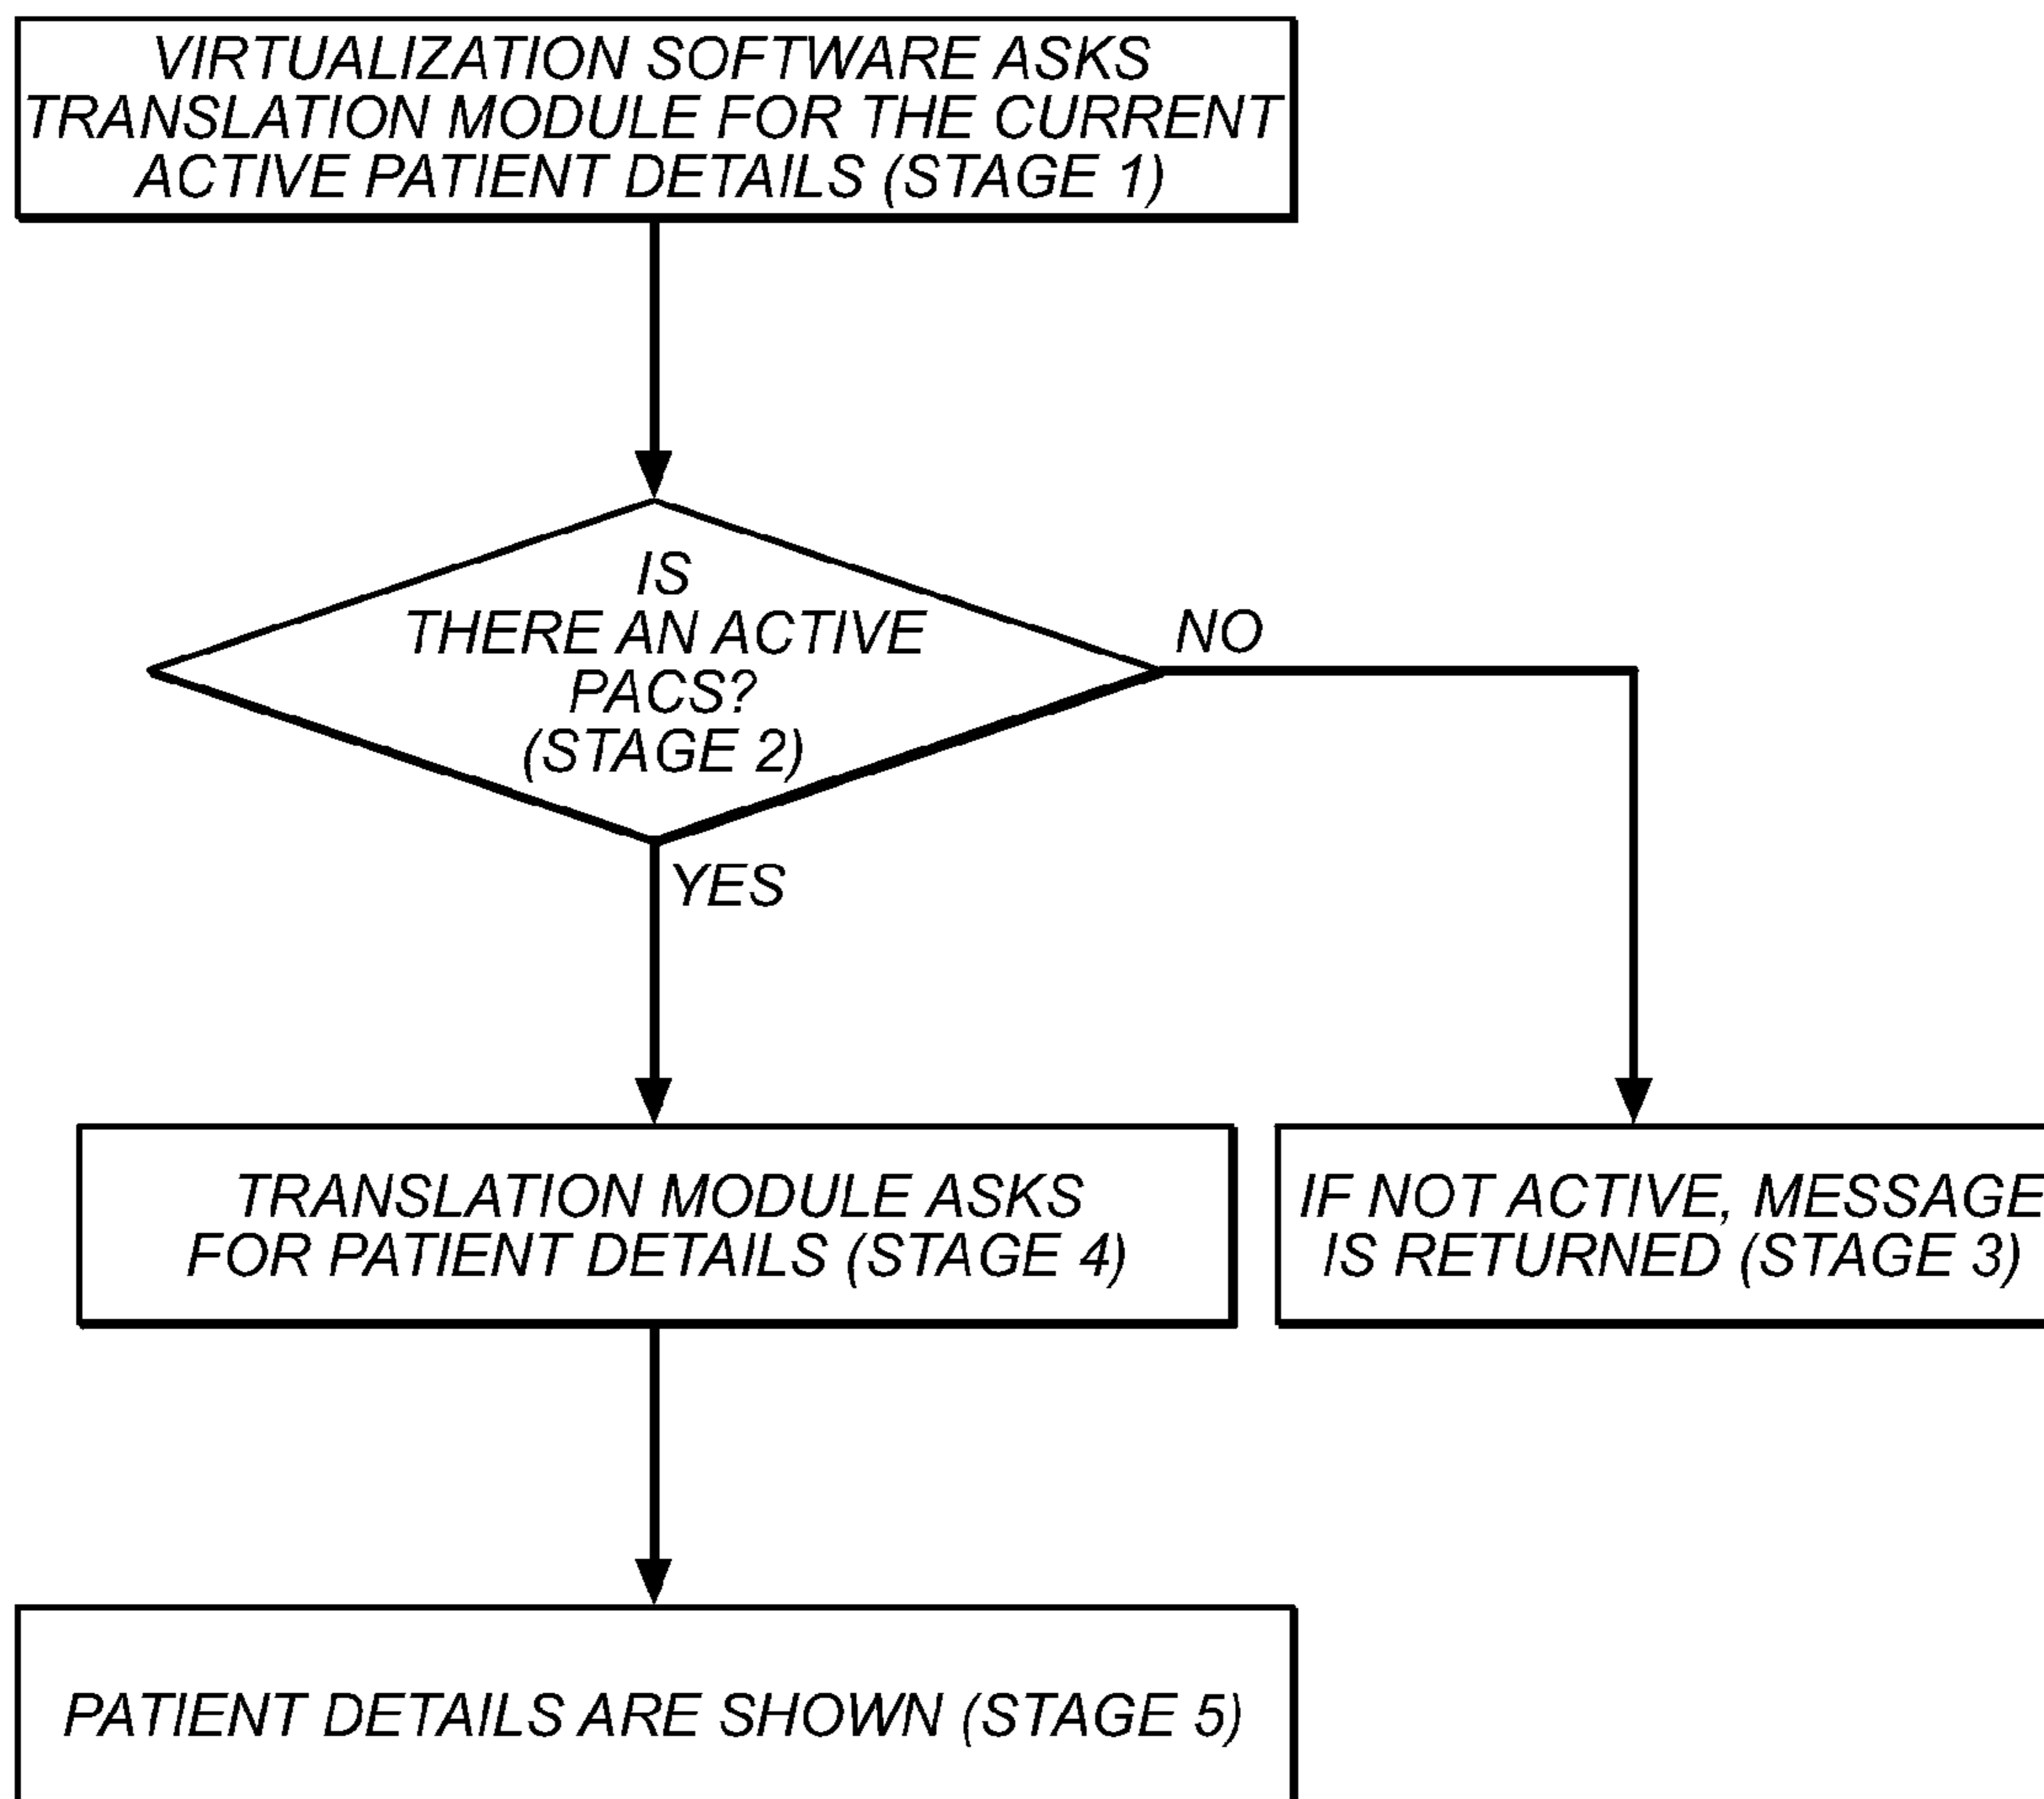 VIRTUALIZATION SOFTWARE ASKS
TRANSLATION MODULE FOR THE CURRENT
ACTIVE PATIENT DETAILS (STAGE 1)
IS
THERE AN ACTIVE
PACS?
(STAGE 2)
NO
YES
TRANSLATION MODULE ASKS
FOR PATIENT DETAILS (STAGE 4)
IF NOT ACTIVE, MESSAGE
IS RETURNED (STAGE 3)
PATIENT DETAILS ARE SHOWN (STAGE 5)